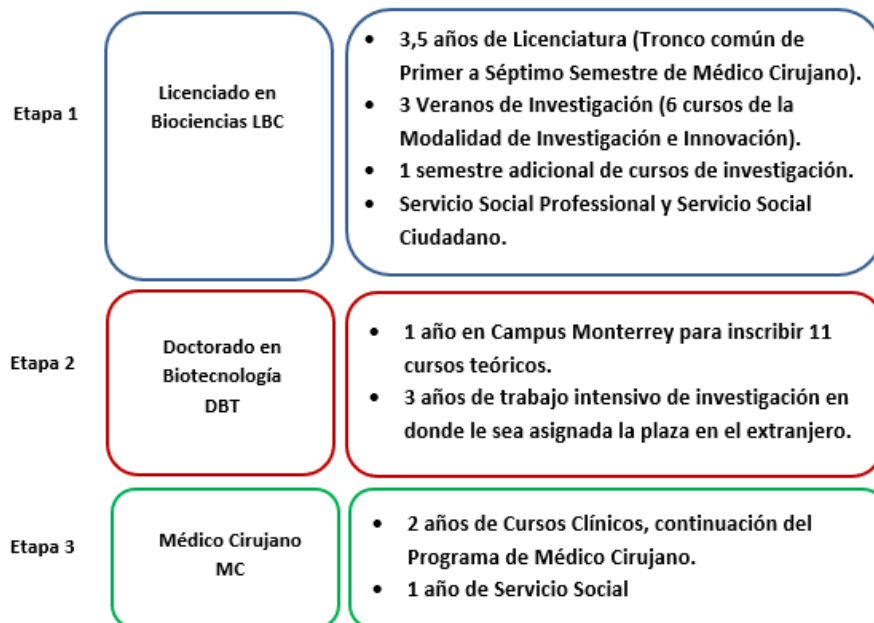 Etapa 1
Licenciado en
Biociencias LBC
• 3,5 años de Licenciatura (Tronco común de
Primer a Séptimo Semestre de Médico Cirujano).
• 3 Veranos de Investigación (6 cursos de la
Modalidad de Investigación e Innovación).
• 1 semestre adicional de cursos de investigación.
• Servicio Social Professional y Servicio Social
Ciudadano.
Etapa 2
Doctorado en
Biotecnología
DBT
• 1 año en Campus Monterrey para inscribir 11
cursos teóricos.
• 3 años de trabajo intensivo de investigación en
donde le sea asignada la plaza en el extranjero.
Etapa 3
Médico Cirujano
MC
• 2 años de Cursos Clínicos, continuación del
Programa de Médico Cirujano.
• 1 año de Servicio Social